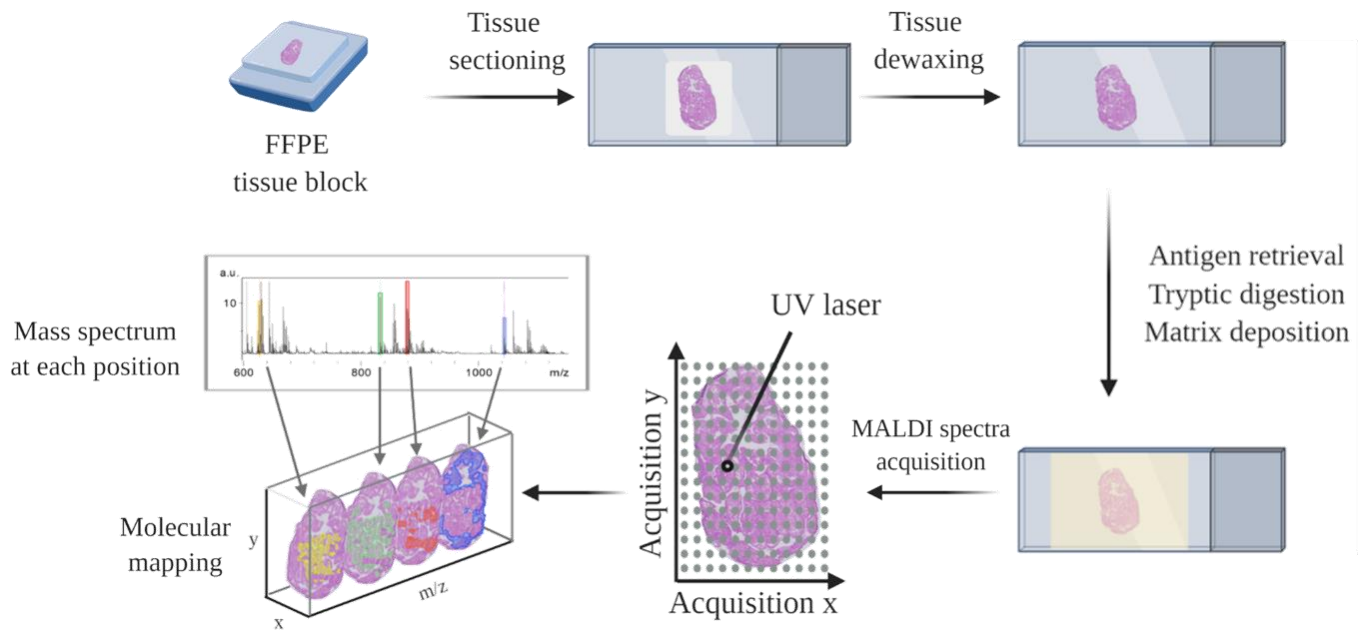 FFPE
tissue block
Tissue
sectioning
Tissue
dewaxing
Antigen retrieval
Tryptic digestion
Matrix deposition
MALDI spectra
acquisition
UV laser
Acquisition y
Acquisition x
Mass spectrum
at each position
a.u.
10
600
800
1000
m/z
Molecular
mapping
y
x
m/z